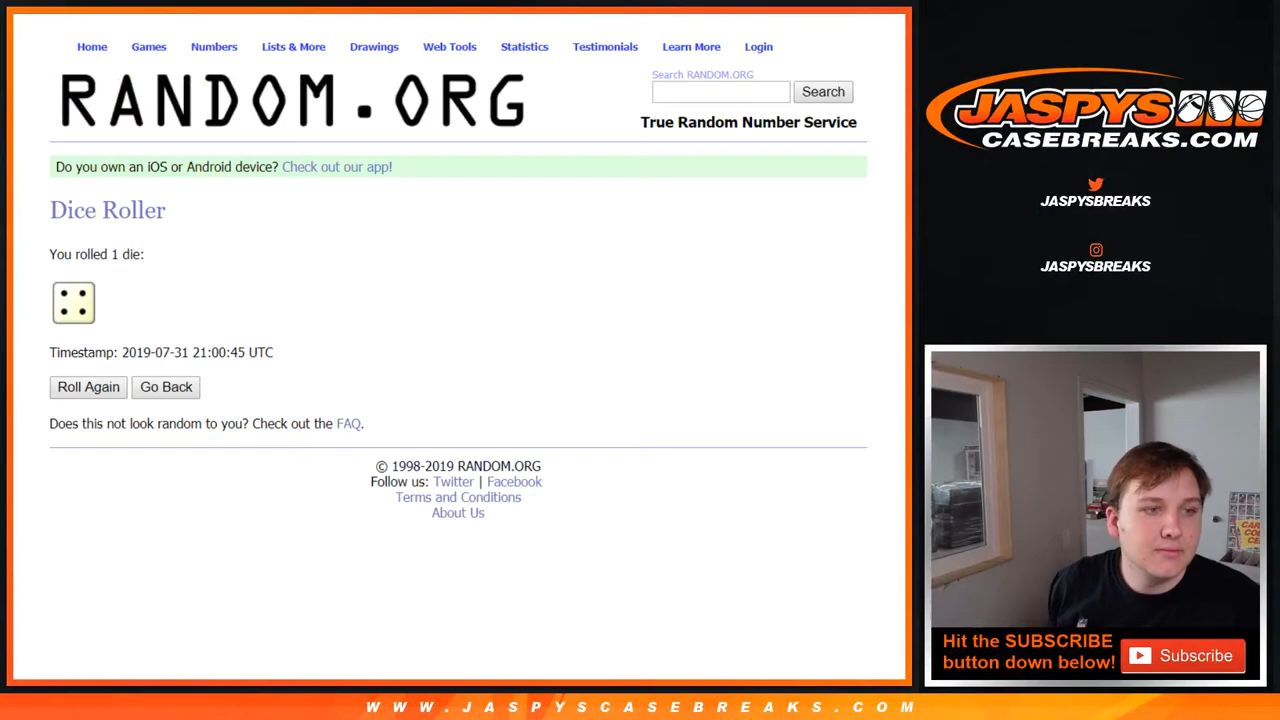 Home Games Numbers Lists & More Drawings Web Tools Statistics Testimonials Learn More Login
RANDOM.ORG
Search RANDOM.ORG
Search
True Random Number Service
Do you own an iOS or Android device? Check out our app!
Dice Roller
You rolled 1 die:
Timestamp: 2019-07-31 21:00:45 UTC
Roll Again Go Back
Does this not look random to you? Check out the FAQ.
© 1998-2019 RANDOM.ORG
Follow us: Twitter | Facebook
Terms and Conditions
About Us
JASPYS
CASEBREAKS.COM
JASPYSBREAKS
JASPYSBREAKS
Hit the SUBSCRIBE
button down below!
Subscribe
WWW.JASPYSCASEBREAKS.COM